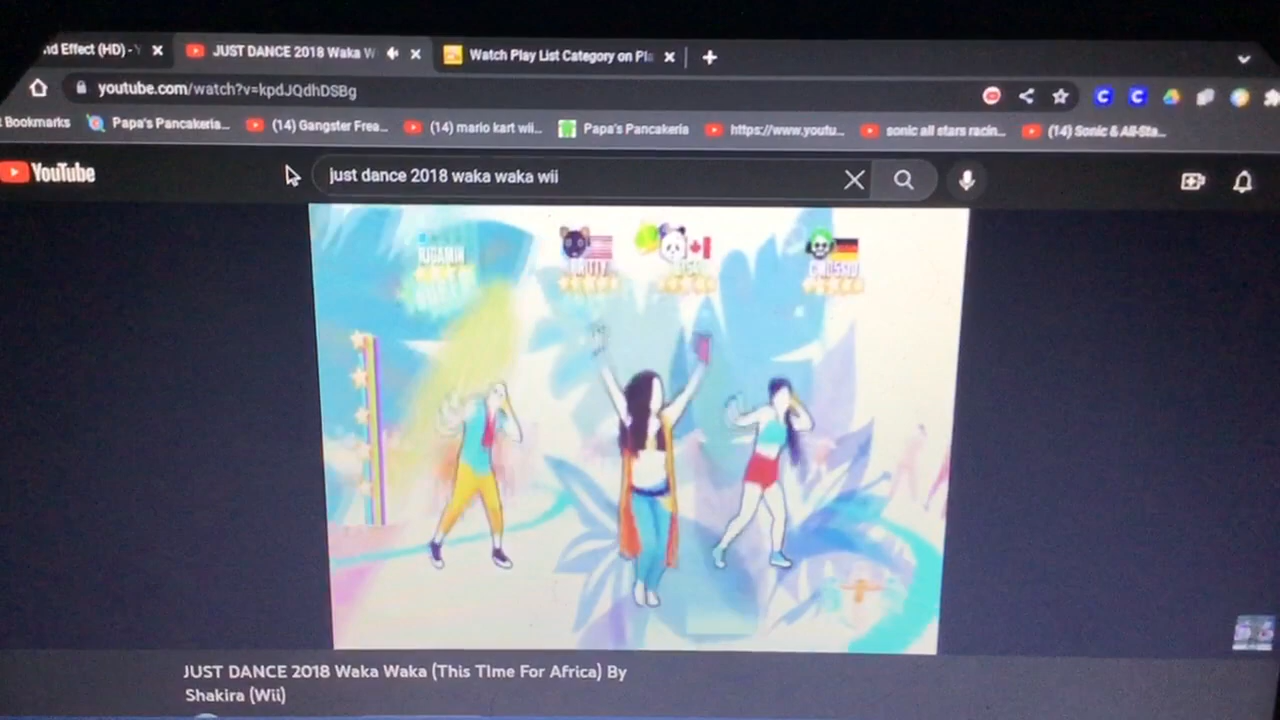 nd Effect (HD) - Y
JUST DANCE 2018 Waka W
Watch Play List Category on Pla
youtube.com/watch?v=kpdJQdhDSBg
Bookmarks
Papa's Pancakeria...
(14) Gangster Frea...
(14) mario kart wii...
Papa's Pancakeria
https://www.youtu...
sonic all stars racin...
(14) Sonic & All-Sta...
YouTube
just dance 2018 waka waka wii
JUST DANCE 2018 Waka Waka (This TIme For Africa) By
Shakira (Wii)